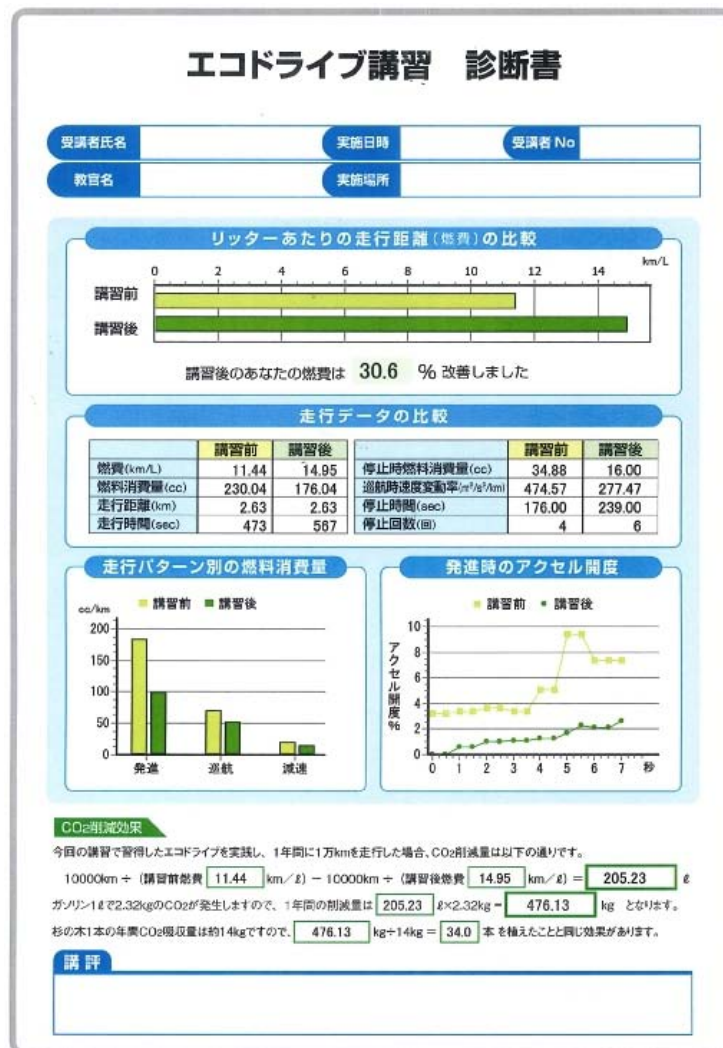 エコドライブ講習 診断書
受講者氏名 実施日時 受講者 No
教官名 実施場所
リッターあたりの走行距離(燃費)の比較
0 2 4 6 8 10 12 14 km/L
講習前
講習後
講習後のあなたの燃費は 30.6 % 改善しました
走行データの比較
講習前 講習後 講習前 講習後
燃費(km/L) 11.44 14.95 停止時燃料消費量(cc) 34.88 16.00
燃料消費量(cc) 230.04 176.04 巡航時速度変動率(m²/s²/km) 474.57 277.47
走行距離(km) 2.63 2.63 停止時間(sec) 176.00 239.00
走行時間(sec) 473 567 停止回数(回) 4 6
走行パターン別の燃料消費量
cc/km 講習前 講習後
200
150
100
50
0
発進 巡航 減速
発進時のアクセル開度
講習前 講習後
アクセル開度%
10
8
6
4
2
0
0 1 2 3 4 5 6 7 秒
CO2削減効果
今回の講習で習得したエコドライブを実践し、1年間に1万kmを走行した場合、CO2削減量は以下の通りです。
10000km ÷ (講習前燃費 11.44 km/ℓ) − 10000km ÷ (講習後燃費 14.95 km/ℓ) = 205.23 ℓ
ガソリン1ℓで2.32kgのCO2が発生しますので、1年間の削減量は 205.23 ℓ×2.32kg = 476.13 kg となります。
杉の木1本の年間CO2吸収量は約14kgですので、 476.13 kg÷14kg = 34.0 本 を植えたことと同じ効果があります。
講評